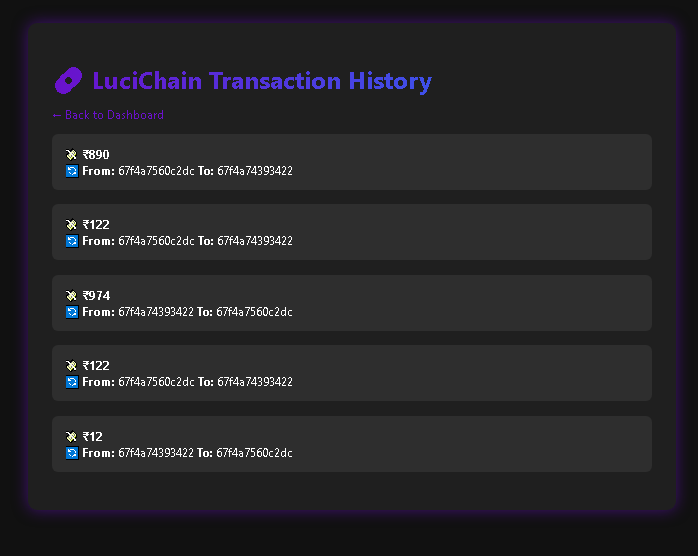 LuciChain Transaction History
← Back to Dashboard
₹890
From: 67f4a7560c2dc To: 67f4a74393422
₹122
From: 67f4a7560c2dc To: 67f4a74393422
₹974
From: 67f4a74393422 To: 67f4a7560c2dc
₹122
From: 67f4a7560c2dc To: 67f4a74393422
₹12
From: 67f4a74393422 To: 67f4a7560c2dc